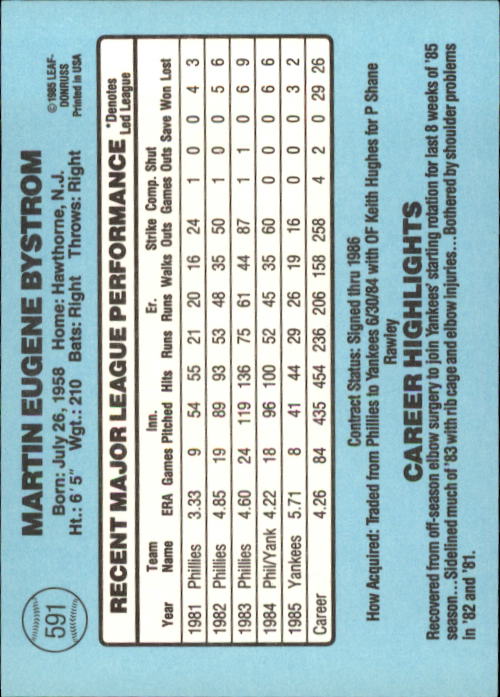 591
MARTIN EUGENE BYSTROM
Born: July 26, 1958 Home: Hawthorne, N.J.
Ht.: 6'5" Wgt.: 210 Bats: Right Throws: Right
© 1985 LEAF-
DONRUSS
Printed in USA
RECENT MAJOR LEAGUE PERFORMANCE *Denotes
Led League
Team Inn. Er. Strike Comp. Shut
Year Name ERA Games Pitched Hits Runs Runs Walks Outs Games Outs Save Won Lost
1981 Phillies 3.33 9 54 55 21 20 16 24 1 0 0 4 3
1982 Phillies 4.85 19 89 93 53 48 35 50 1 0 0 5 6
1983 Phillies 4.60 24 119 136 75 61 44 87 1 1 0 6 9
1984 Phil/Yank 4.22 18 96 100 52 45 35 60 0 0 0 6 6
1985 Yankees 5.71 8 41 44 29 26 19 16 0 0 0 3 2
Career 4.26 84 435 454 236 206 158 258 4 2 0 29 26
Contract Status: Signed thru 1986
How Acquired: Traded from Phillies to Yankees 6/30/84 with OF Keith Hughes for P Shane
Rawley
CAREER HIGHLIGHTS
Recovered from off-season elbow surgery to join Yankees' starting rotation for last 8 weeks of '85
season... Sidelined much of '83 with rib cage and elbow injuries... Bothered by shoulder problems
in '82 and '81.